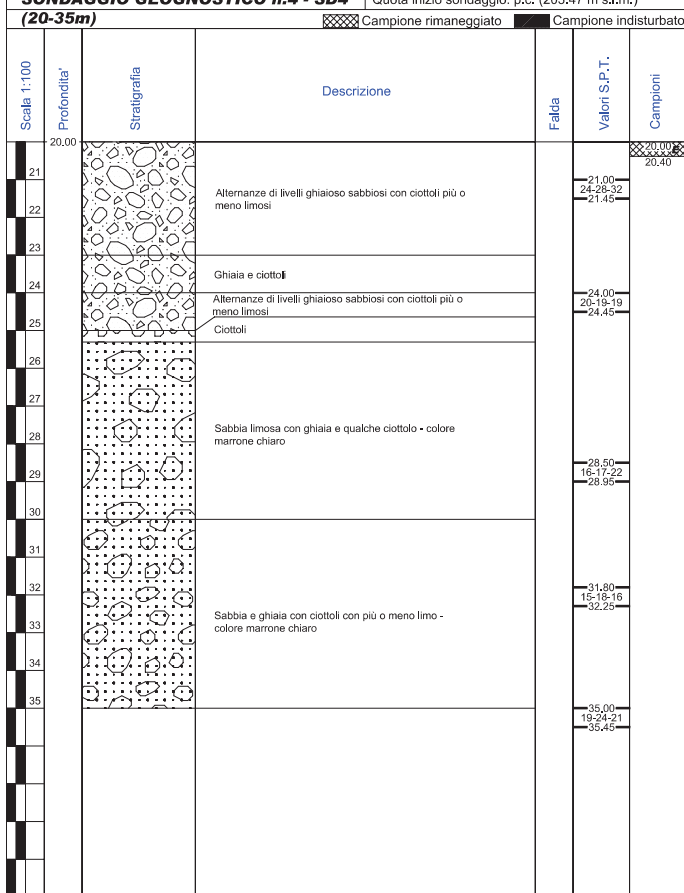 SONDAGGIO GEOGNOSTICO n.4 - SD4
Quota inizio sondaggio: p.c. (205.47 m s.l.m.)
(20-35m)
Campione rimaneggiato
Campione indisturbato
Scala 1:100
Profondita'
Stratigrafia
Descrizione
Falda
Valori S.P.T.
Campioni
20.00
20.00
20.40
21
21.00
24-28-32
21.45
Alternanze di livelli ghiaioso sabbiosi con ciottoli più o
meno limosi
22
23
Ghiaia e ciottoli
24
24.00
20-19-19
24.45
Alternanze di livelli ghiaioso sabbiosi con ciottoli più o
meno limosi
25
Ciottoli
26
27
Sabbia limosa con ghiaia e qualche ciottolo - colore
marrone chiaro
28
28.50
16-17-22
28.95
29
30
31
31.80
15-18-16
32.25
32
Sabbia e ghiaia con ciottoli con più o meno limo -
colore marrone chiaro
33
34
35
35.00
19-24-21
35.45